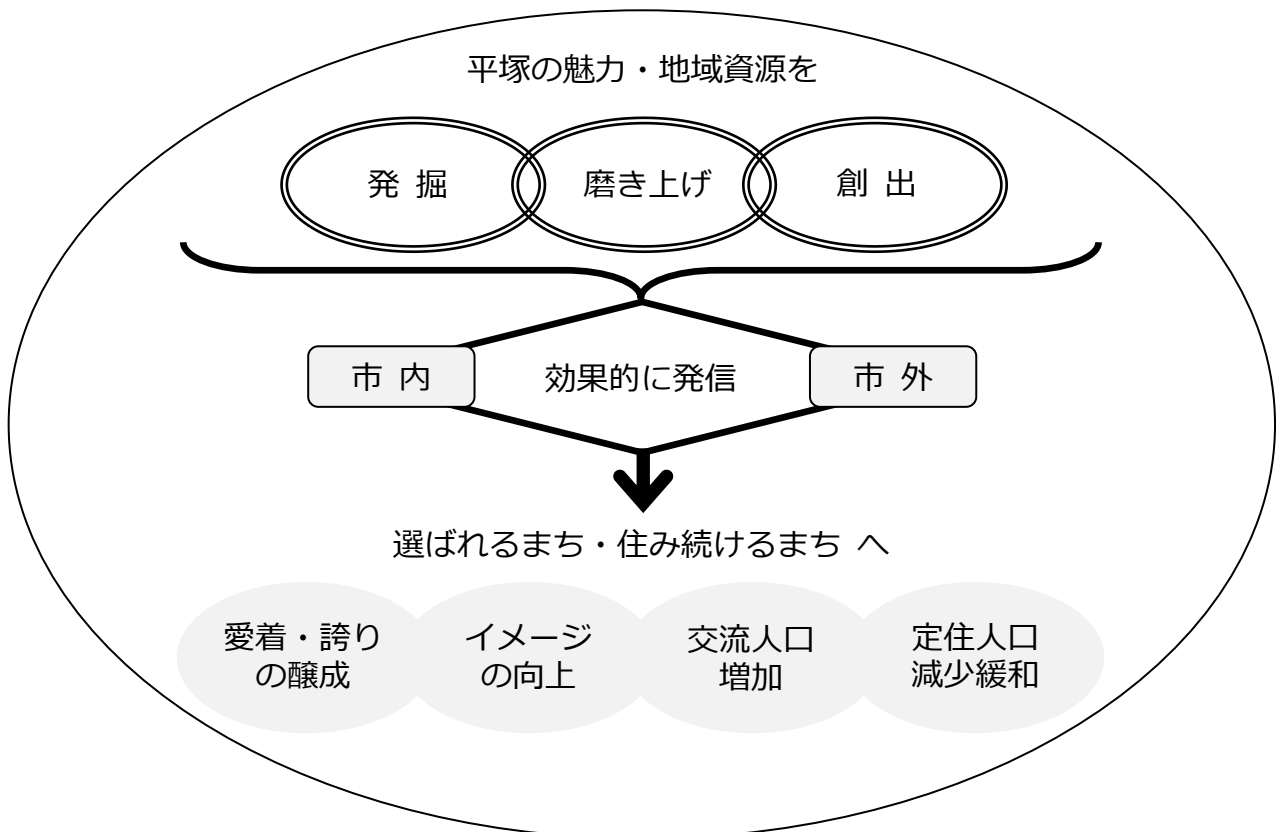 平塚の魅力・地域資源を
発 掘
磨き上げ
創 出
市 内
効果的に発信
市 外
選ばれるまち・住み続けるまち へ
愛着・誇り
の醸成
イメージ
の向上
交流人口
増加
定住人口
減少緩和